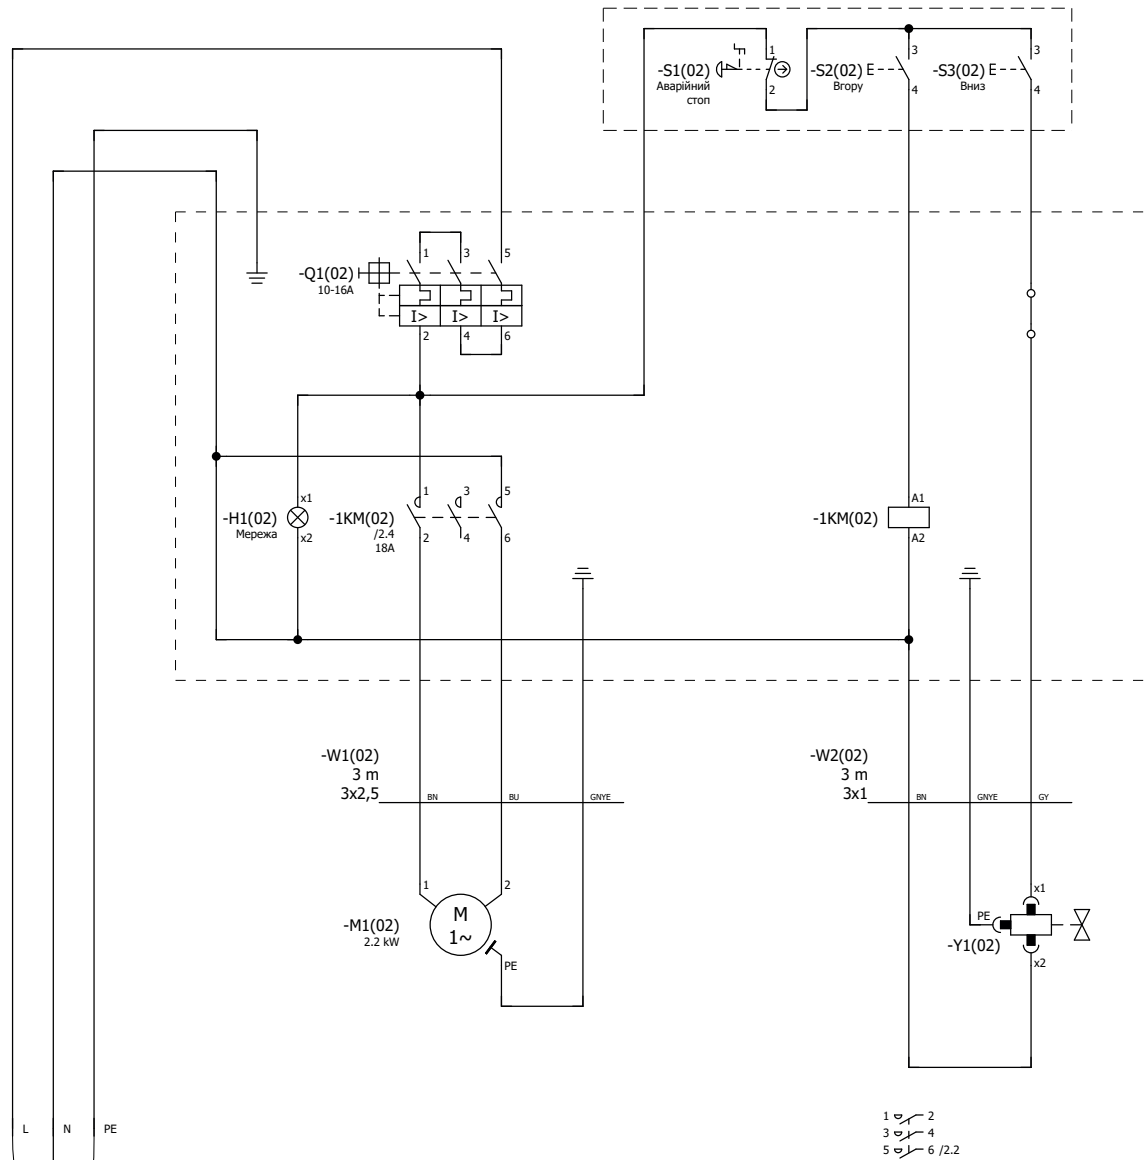 1
3
3
-S1(02)
Аварійний
стоп
2
-S2(02) E
Вгору
4
-S3(02) E
Вниз
4
1
3
5
-Q1(02)
10-16A
I>
I>
I>
2
4
6
x1
-H1(02)
Мережа
x2
1
3
5
-1KM(02)
/2.4
18A
2
4
6
A1
-1KM(02)
A2
-W1(02)
3 m
3x2,5
BN
BU
GNYE
-W2(02)
3 m
3x1
BN
GNYE
GY
1
2
-M1(02)
2.2 kW
M
1~
PE
x1
PE
-Y1(02)
x2
L
N
PE
1 2
3 4
5 6 /2.2